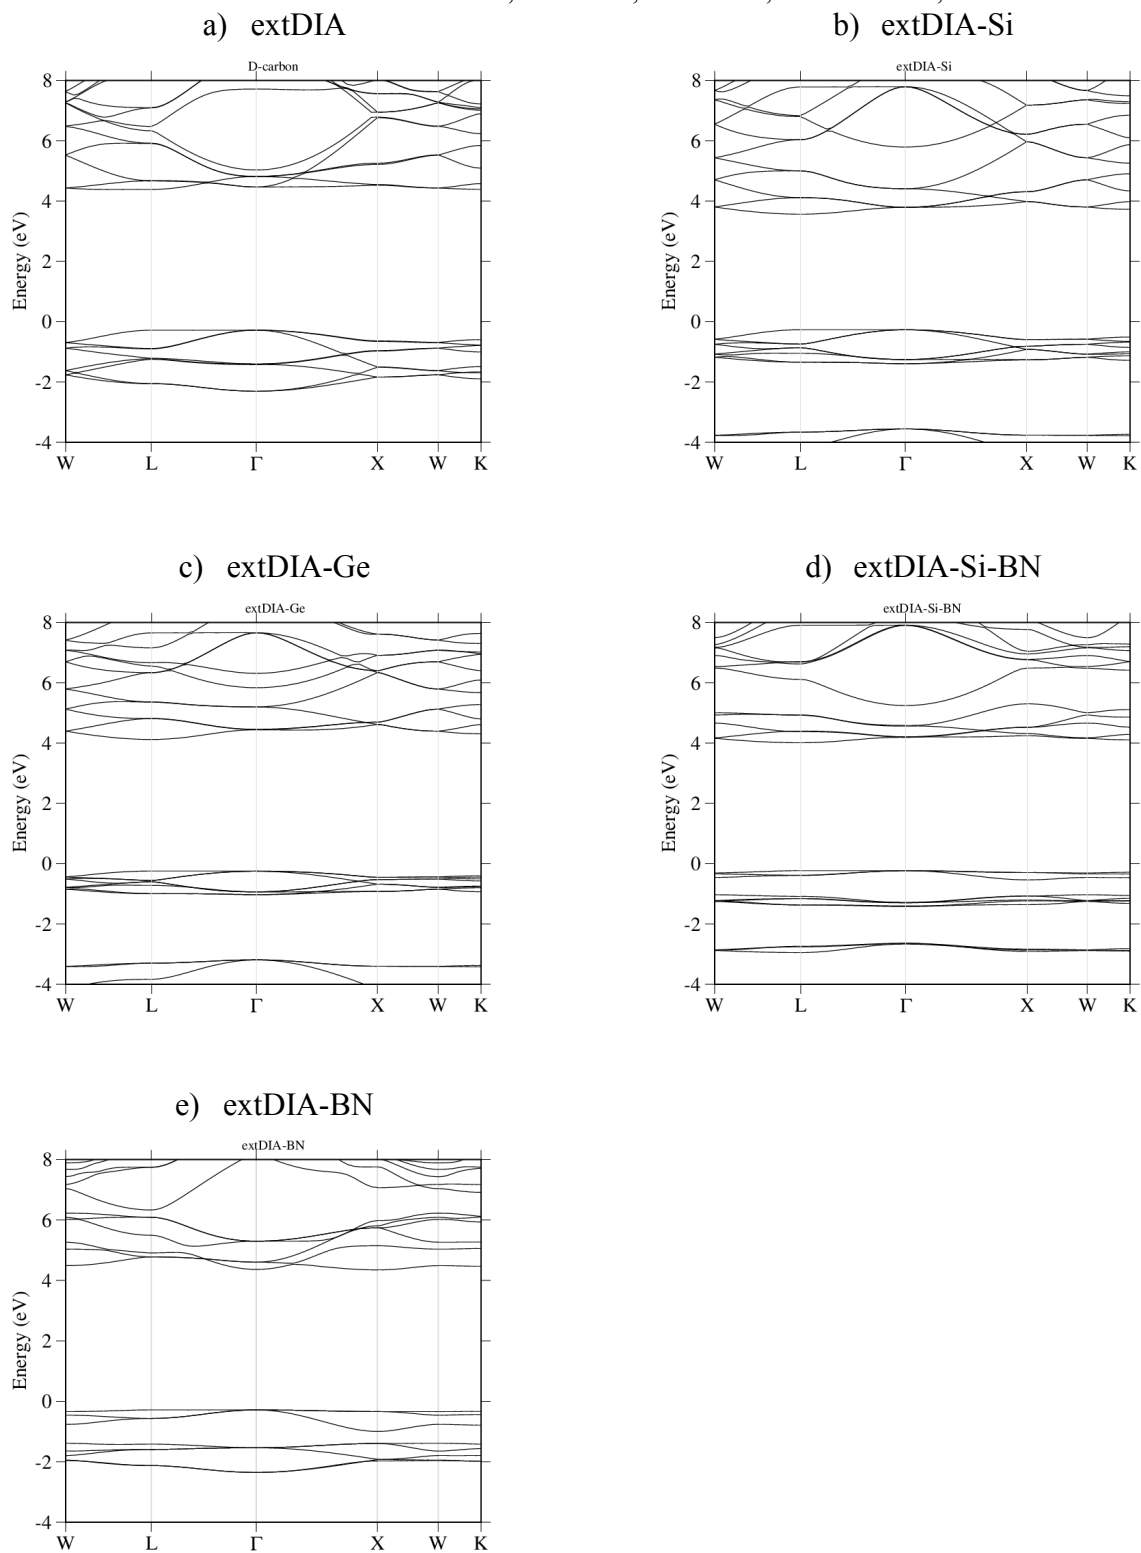 a) extDIA
b) extDIA-Si
D-carbon
8
6
4
2
0
-2
-4
Energy (eV)
W L Γ X W K
extDIA-Si
8
6
4
2
0
-2
-4
Energy (eV)
W L Γ X W K
c) extDIA-Ge
d) extDIA-Si-BN
extDIA-Ge
8
6
4
2
0
-2
-4
Energy (eV)
W L Γ X W K
extDIA-Si-BN
8
6
4
2
0
-2
-4
Energy (eV)
W L Γ X W K
e) extDIA-BN
extDIA-BN
8
6
4
2
0
-2
-4
Energy (eV)
W L Γ X W K